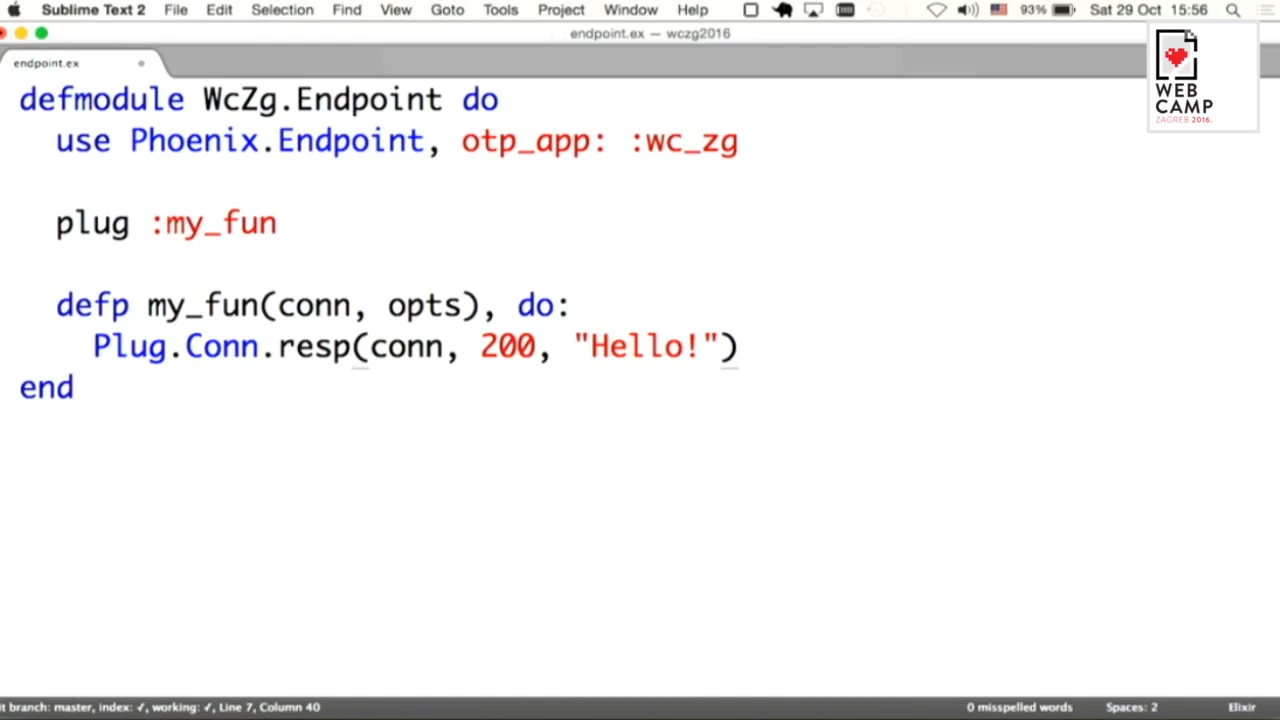 Sublime Text 2 File Edit Selection Find View Goto Tools Project Window Help 93% Sat 29 Oct 15:56
endpoint.ex — wczg2016
endpoint.ex
WEB
CAMP
ZAGREB 2016.
defmodule WcZg.Endpoint do
use Phoenix.Endpoint, otp_app: :wc_zg
plug :my_fun
defp my_fun(conn, opts), do:
Plug.Conn.resp(conn, 200, "Hello!")
end
it branch: master, index: ✓, working: ✓, Line 7, Column 40 0 misspelled words Spaces: 2 Elixir